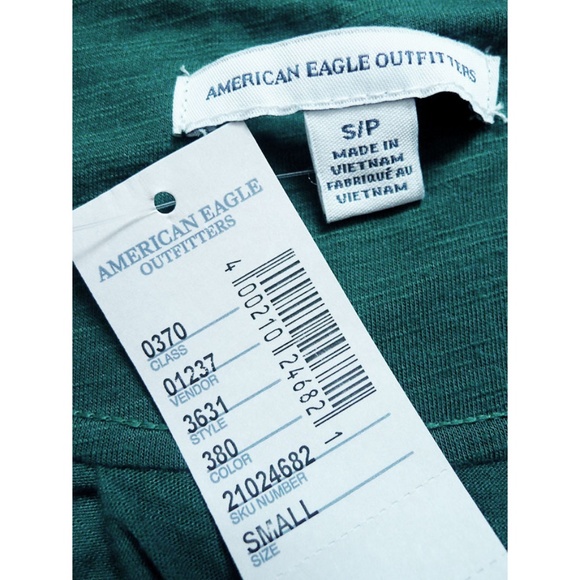 AMERICAN EAGLE OUTFITTERS
S/P
MADE IN
VIETNAM
FABRIQUÉ AU
VIETNAM
AMERICAN EAGLE
OUTFITTERS
0370
CLASS
01237
VENDOR
3631
STYLE
380
COLOR
21024682
SKU NUMBER
SMALL
SIZE
4 00210 24682 1